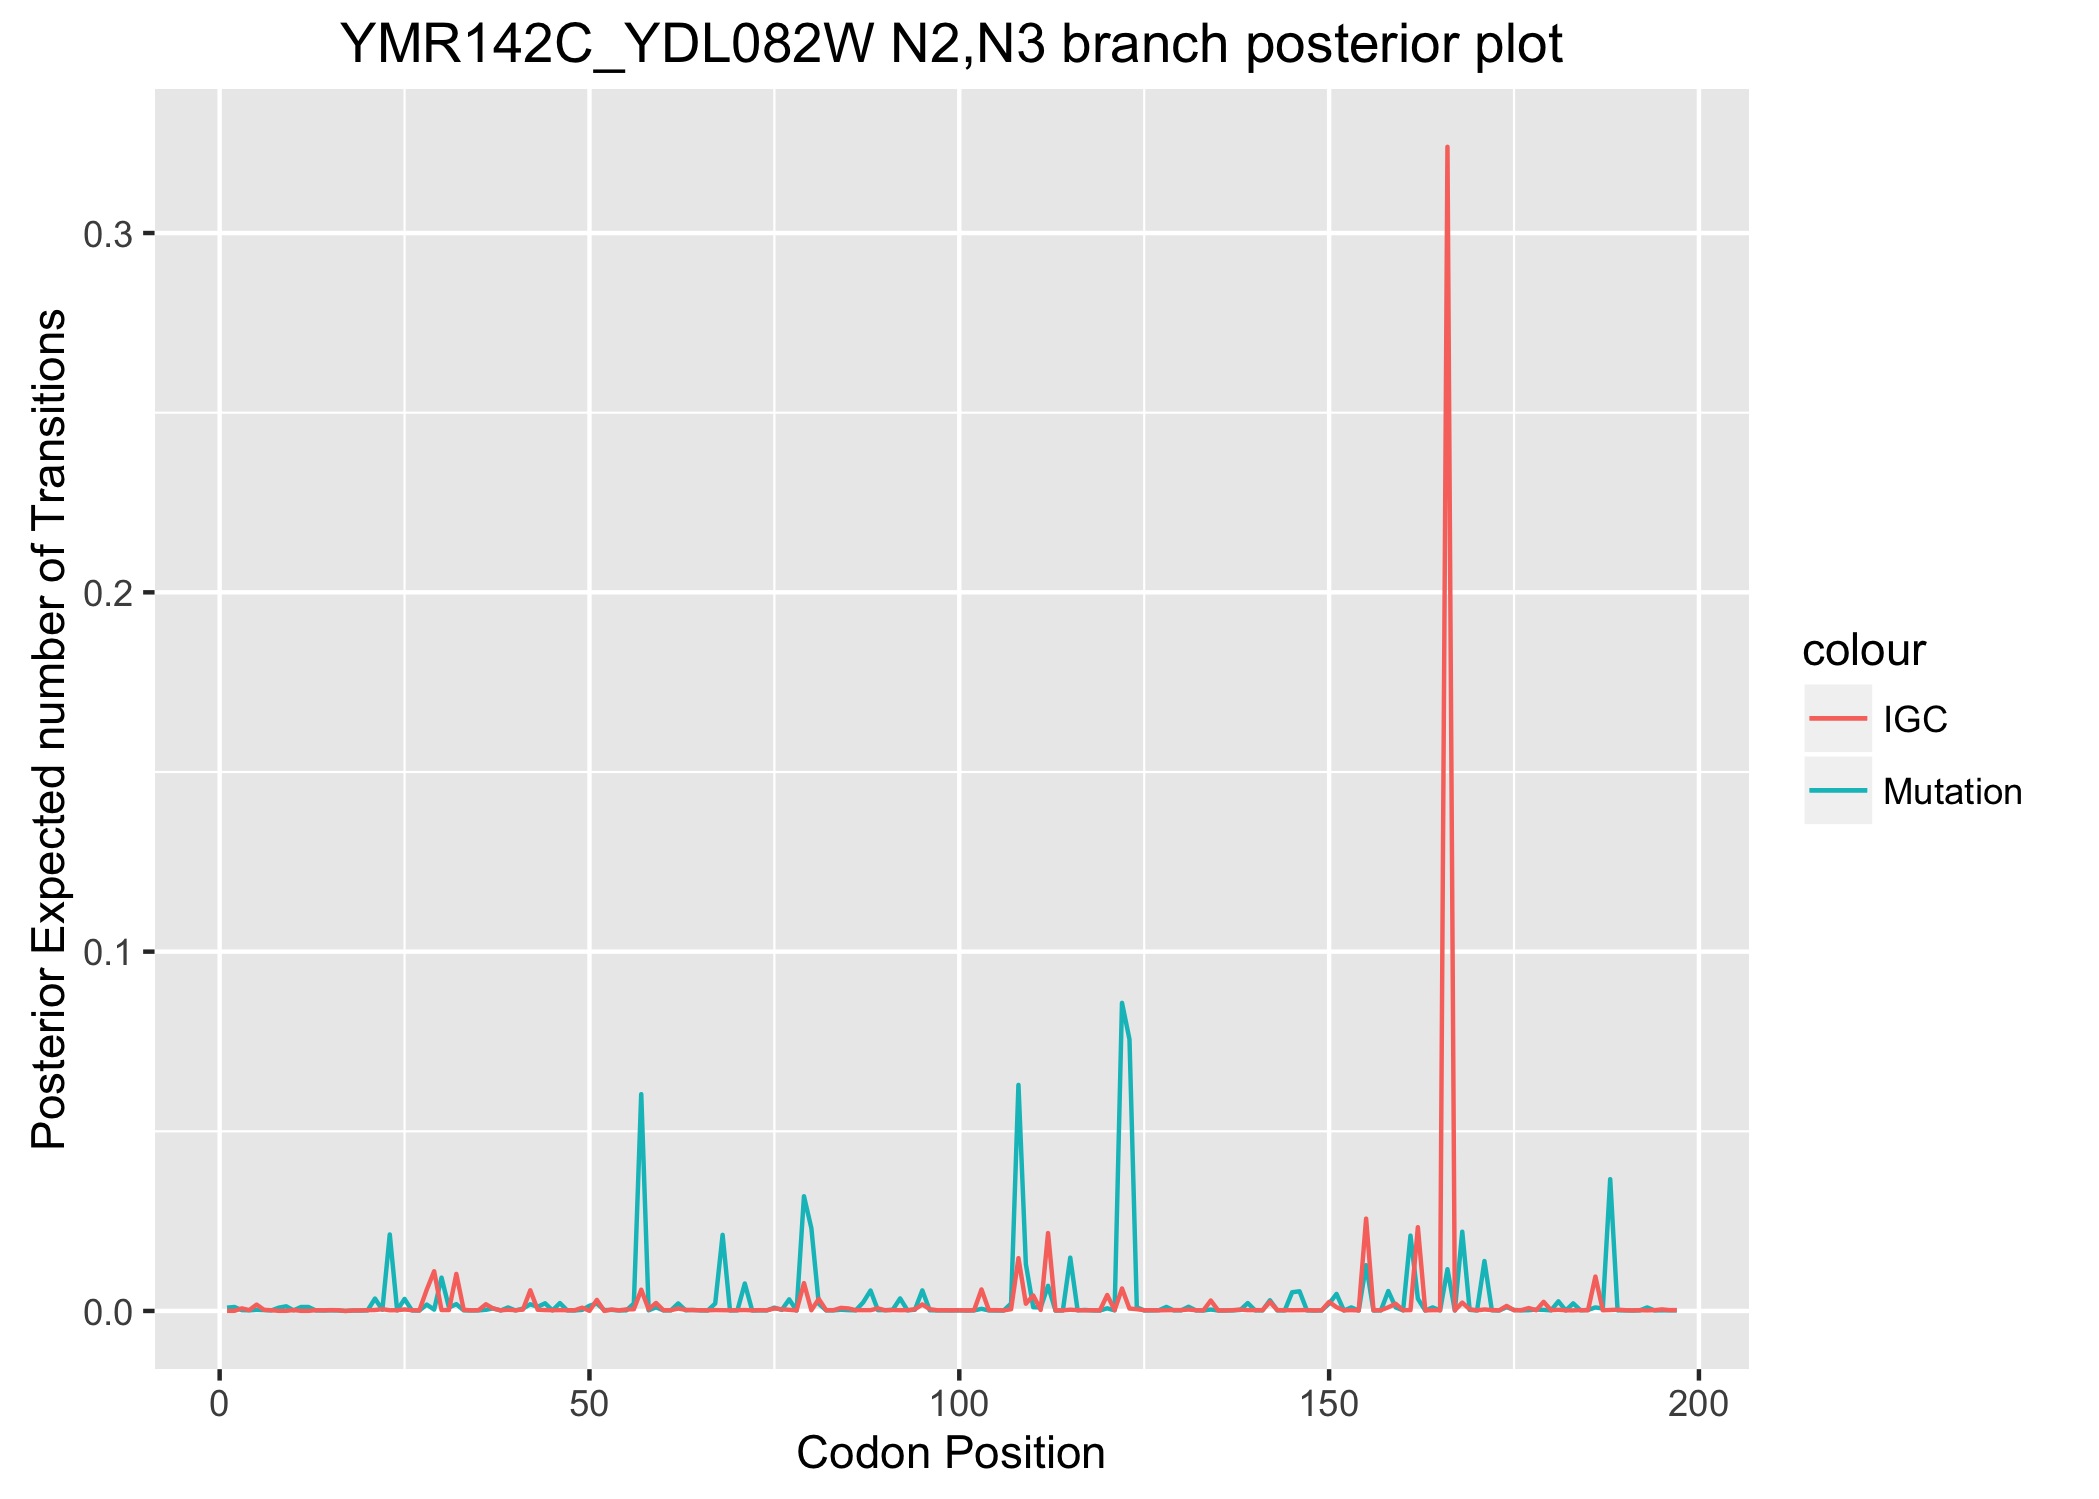 YMR142C_YDL082W N2,N3 branch posterior plot
Posterior Expected number of Transitions
0.3
0.2
0.1
0.0
0 50 100 150 200
Codon Position
colour
IGC
Mutation